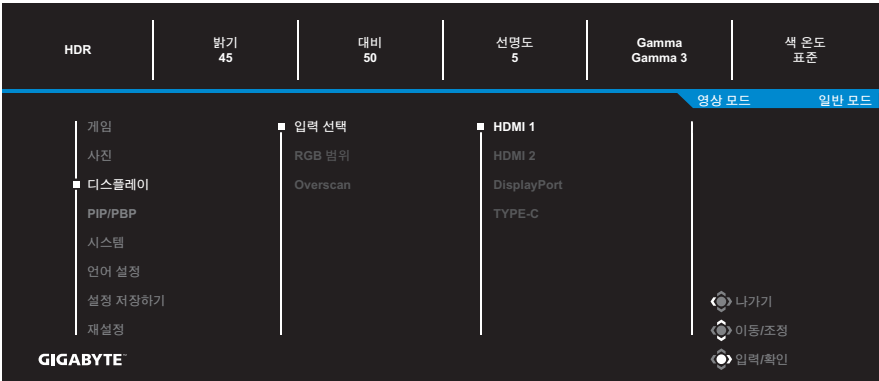 HDR
밝기
45
대비
50
선명도
5
Gamma
Gamma 3
색 온도
표준
영상 모드 일반 모드
게임
사진
디스플레이
PIP/PBP
시스템
언어 설정
설정 저장하기
재설정
입력 선택
RGB 범위
Overscan
HDMI 1
HDMI 2
DisplayPort
TYPE-C
나가기
이동/조정
입력/확인
GIGABYTE™